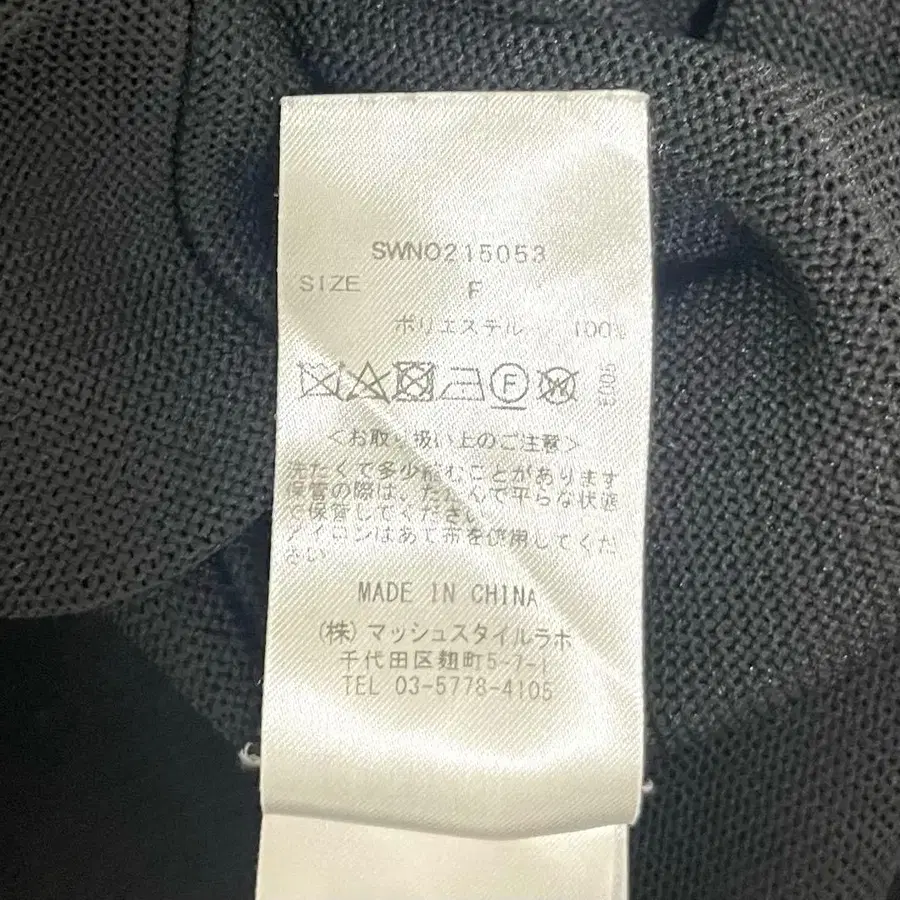 SWNO215053
SIZE F
ポリエステル 100%
F W E005
<お取り扱い上のご注意>
洗たくで多少縮むことがあります
保管の際は、たたんで平らな状態
で保管してください
アイロンはあて布を使用してくだ
さい
MADE IN CHINA
(株)マッシュスタイルラボ
千代田区麹町5-7-1
TEL 03-5778-4105